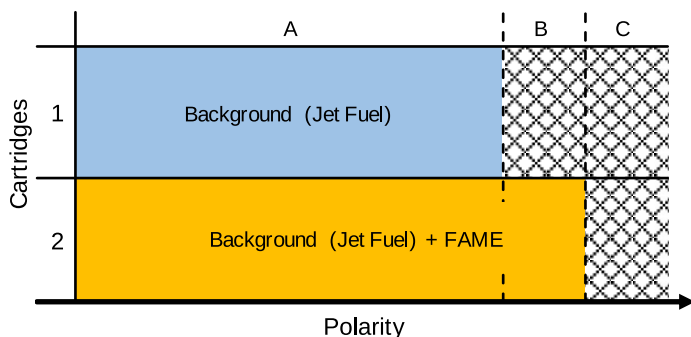 A B C
Cartridges
1
Background (Jet Fuel)
2
Background (Jet Fuel) + FAME
Polarity